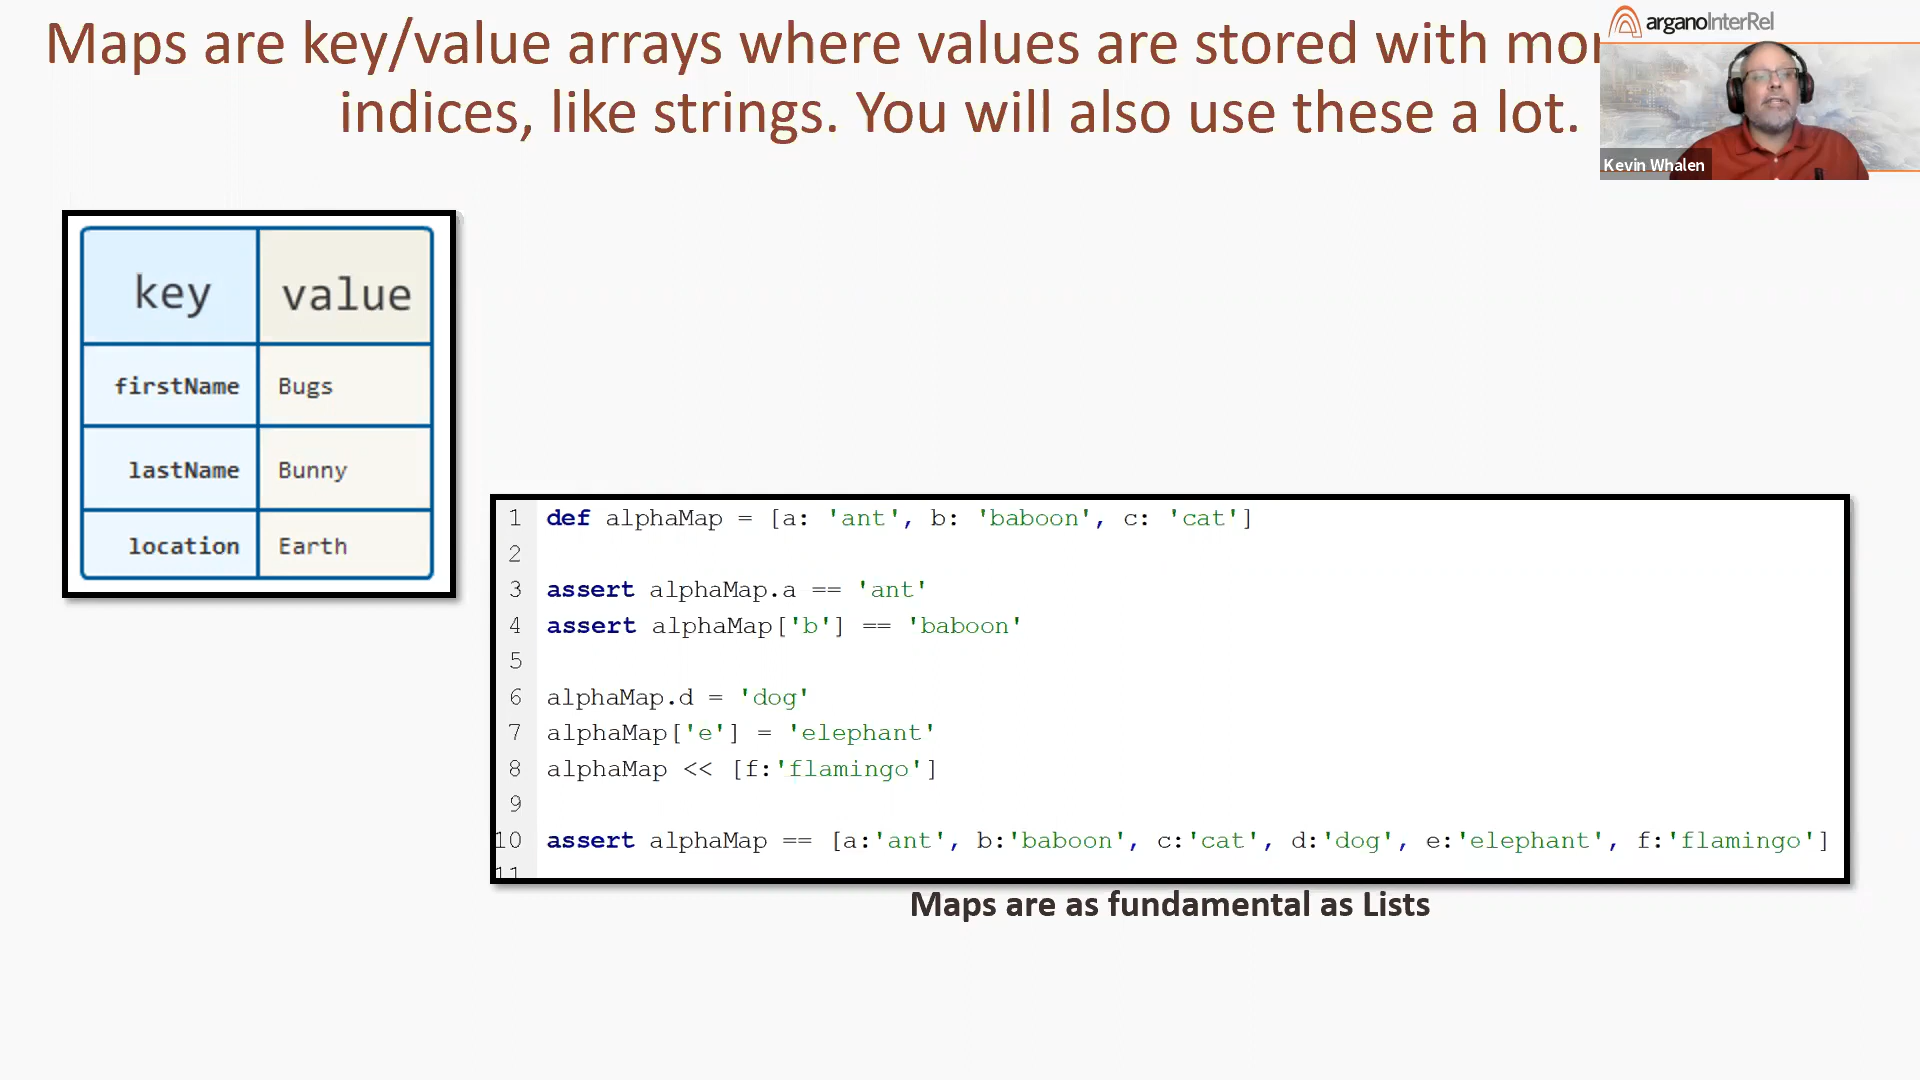 Maps are key/value arrays where values are stored with
indices, like strings. You will also use these a lot.
arganoInterRel
Kevin Whalen
key value
firstName Bugs
lastName Bunny
location Earth
1 def alphaMap = [a: 'ant', b: 'baboon', c: 'cat']
2
3 assert alphaMap.a == 'ant'
4 assert alphaMap['b'] == 'baboon'
5
6 alphaMap.d = 'dog'
7 alphaMap['e'] = 'elephant'
8 alphaMap << [f:'flamingo']
9
10 assert alphaMap == [a:'ant', b:'baboon', c:'cat', d:'dog', e:'elephant', f:'flamingo']
11
Maps are as fundamental as Lists